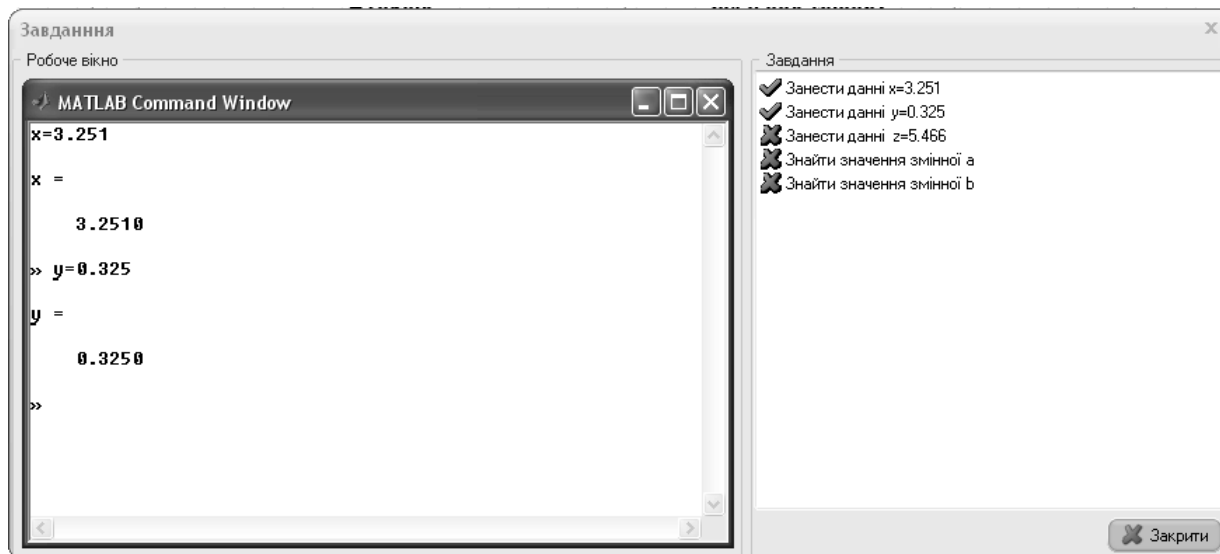 Завданння
Робоче вікно
MATLAB Command Window
x=3.251
x =
3.2510
» y=0.325
y =
0.3250
»
Завдання
Занести данні x=3.251
Занести данні y=0.325
Занести данні z=5.466
Знайти значення змінної a
Знайти значення змінної b
Закрити